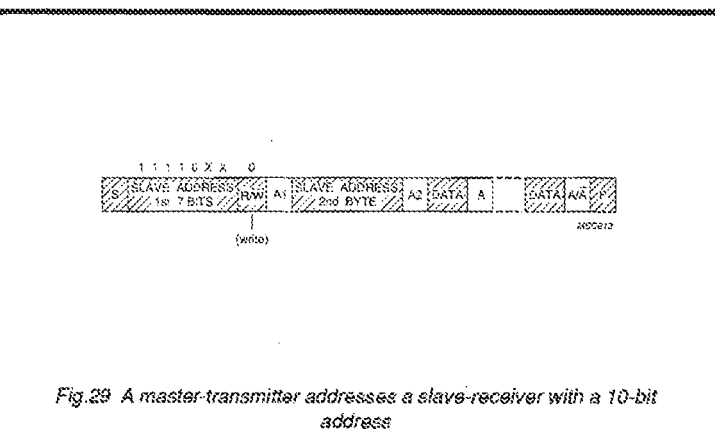 1 1 1 1 0 X X 0
S SLAVE ADDRESS 1st 7 BITS R/W A1 SLAVE ADDRESS 2nd BYTE A2 DATA A DATA A/A̅ P
(write)
MBC613
Fig.29 A master-transmitter addresses a slave-receiver with a 10-bit
address